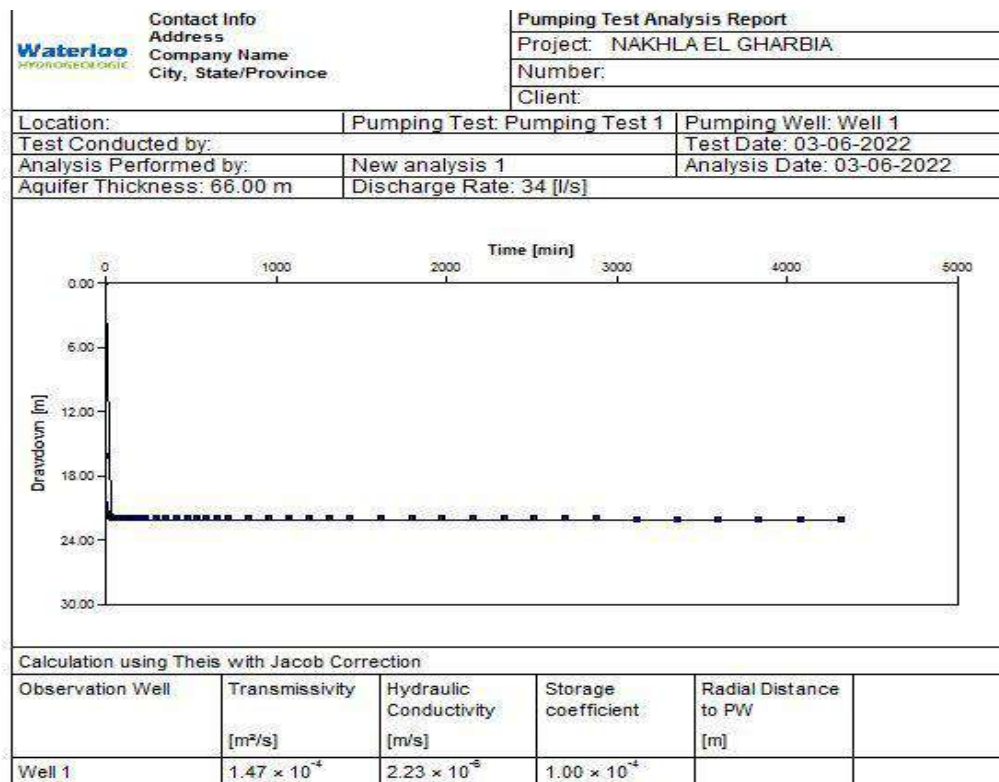 Waterloo
HYDROGEOLOGIC
Contact Info
Address
Company Name
City, State/Province
Pumping Test Analysis Report
Project: NAKHLA EL GHARBIA
Number:
Client:
Location:
Pumping Test: Pumping Test 1
Pumping Well: Well 1
Test Conducted by:
Test Date: 03-06-2022
Analysis Performed by:
New analysis 1
Analysis Date: 03-06-2022
Aquifer Thickness: 66.00 m
Discharge Rate: 34 [l/s]
Time [min]
0 1000 2000 3000 4000 5000
Drawdown [m]
0.00
6.00
12.00
18.00
24.00
30.00
Calculation using Theis with Jacob Correction
Observation Well
Transmissivity
[m²/s]
Hydraulic
Conductivity
[m/s]
Storage
coefficient
Radial Distance
to PW
[m]
Well 1
1.47 × 10⁻⁴
2.23 × 10⁻⁶
1.00 × 10⁻⁴